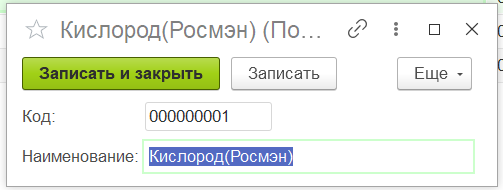 Кислород(Росмэн) (По...
Записать и закрыть Записать Еще
Код: 000000001
Наименование: Кислород(Росмэн)